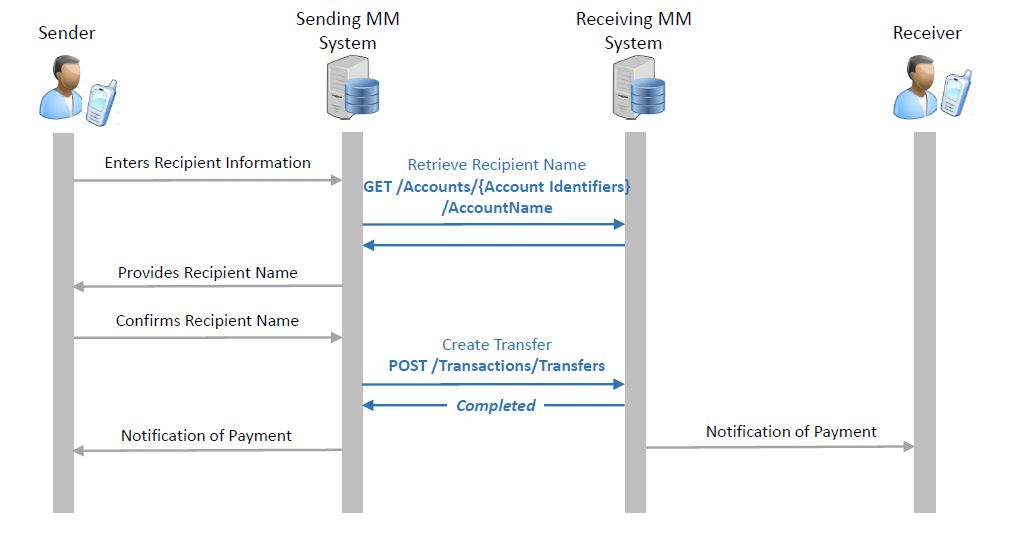 Sender
Sending MM
System
Receiving MM
System
Receiver
Enters Recipient Information
Retrieve Recipient Name
GET /Accounts/{Account Identifiers}
/AccountName
Provides Recipient Name
Confirms Recipient Name
Create Transfer
POST /Transactions/Transfers
Completed
Notification of Payment
Notification of Payment